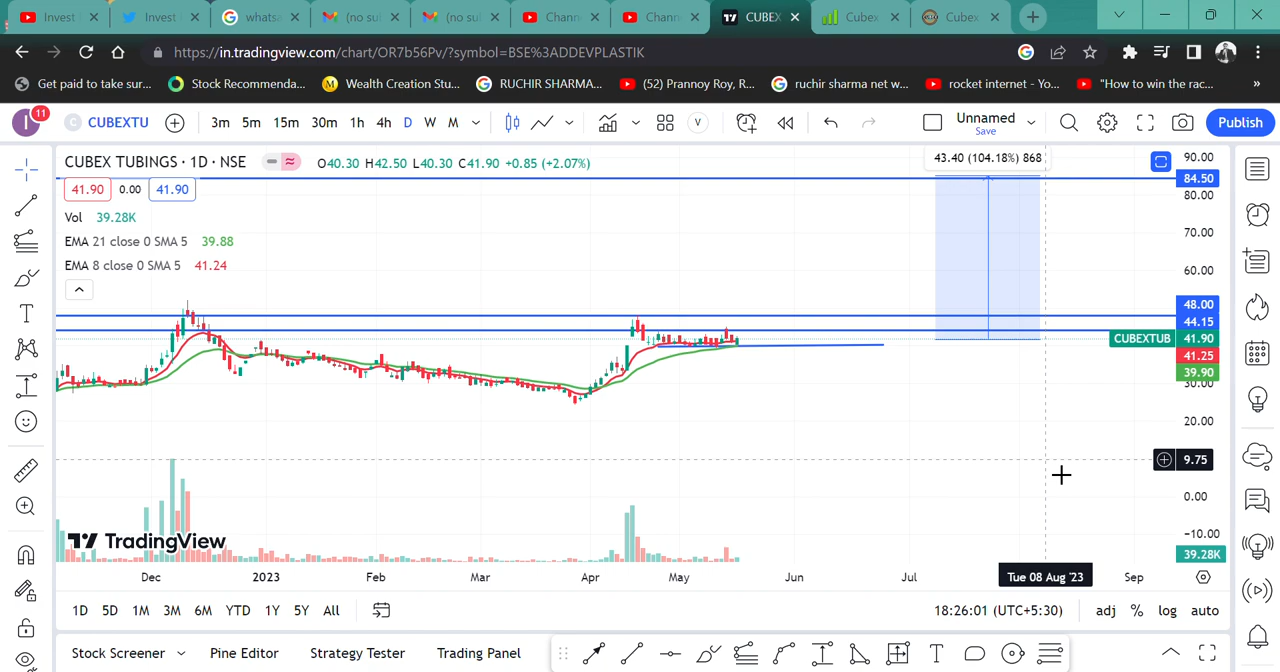 Invest
Invest
whats
(no sul
(no sul
Chann
Chann
CUBEX
Cubex
Cubex
https://in.tradingview.com/chart/OR7b56Pv/?symbol=BSE%3ADDEVPLASTIK
Get paid to take sur...
Stock Recommenda...
Wealth Creation Stu...
RUCHIR SHARMA...
(52) Prannoy Roy, R...
ruchir sharma net w...
rocket internet - Yo...
"How to win the rac...
»
I
11
C
CUBEXTU
3m 5m 15m 30m 1h 4h D W M
V
Unnamed
Save
Publish
CUBEX TUBINGS · 1D · NSE
O40.30 H42.50 L40.30 C41.90 +0.85 (+2.07%)
41.90 0.00 41.90
Vol 39.28K
EMA 21 close 0 SMA 5 39.88
EMA 8 close 0 SMA 5 41.24
43.40 (104.18%) 868
90.00
84.50
80.00
70.00
60.00
48.00
44.15
CUBEXTUB 41.90
41.25
39.90
30.00
20.00
9.75
0.00
−10.00
39.28K
TradingView
Dec 2023 Feb Mar Apr May Jun Jul Tue 08 Aug '23 Sep
1D 5D 1M 3M 6M YTD 1Y 5Y All
18:26:01 (UTC+5:30)
adj % log auto
Stock Screener Pine Editor Strategy Tester Trading Panel